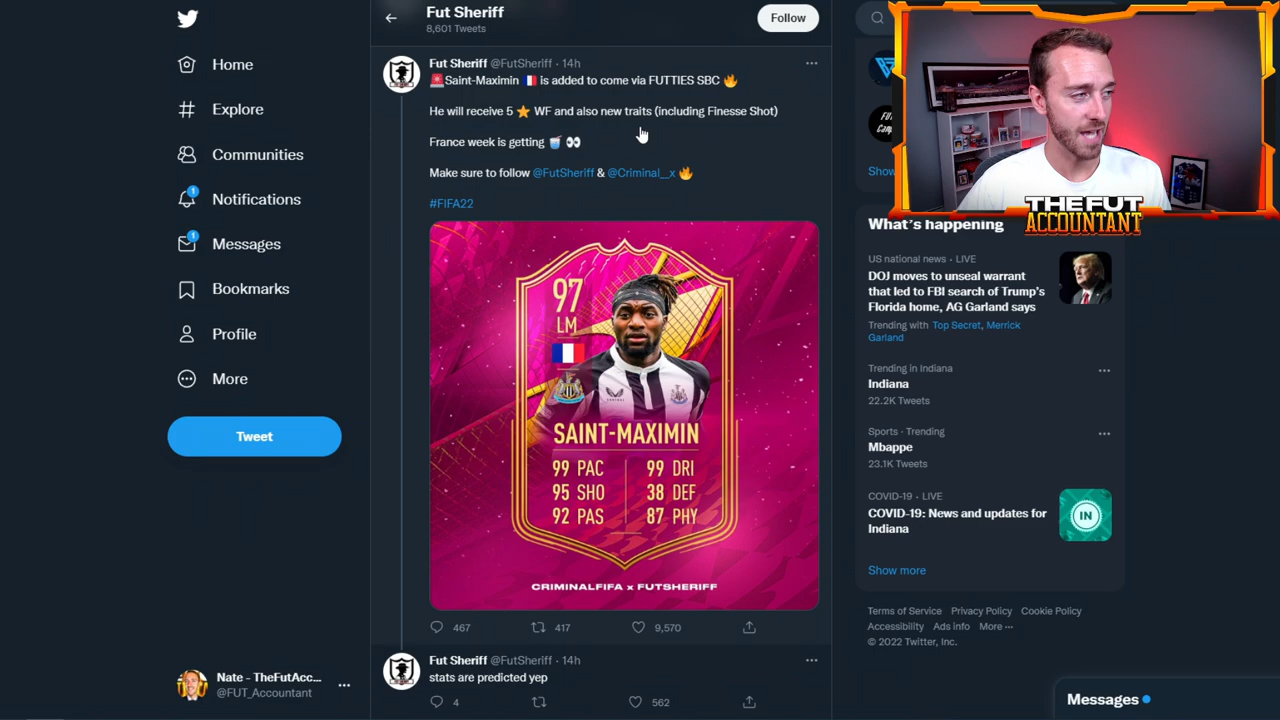 Home
Explore
Communities
1
Notifications
1
Messages
Bookmarks
Profile
More
Tweet
Nate - TheFutAcc...
@FUT_Accountant
Fut Sheriff
8,601 Tweets
Follow
Fut Sheriff @FutSheriff · 14h
🚨Saint-Maximin 🇫🇷 is added to come via FUTTIES SBC 🔥
He will receive 5 ⭐ WF and also new traits (including Finesse Shot)
France week is getting 🥤 👀
Make sure to follow @FutSheriff & @Criminal__x 🔥
#FIFA22
97
LM
SAINT-MAXIMIN
99 PAC 99 DRI
95 SHO 38 DEF
92 PAS 87 PHY
CRIMINALFIFA x FUTSHERIFF
467 417 9,570
Fut Sheriff @FutSheriff · 14h
stats are predicted yep
4 562
THE FUT
ACCOUNTANT
Show
What's happening
US national news • LIVE
DOJ moves to unseal warrant
that led to FBI search of Trump's
Florida home, AG Garland says
Trending with Top Secret, Merrick
Garland
Trending in Indiana
Indiana
22.2K Tweets
Sports · Trending
Mbappe
23.1K Tweets
COVID-19 • LIVE
COVID-19: News and updates for
Indiana
IN
Show more
Terms of Service Privacy Policy Cookie Policy
Accessibility Ads info More ···
© 2022 Twitter, Inc.
Messages